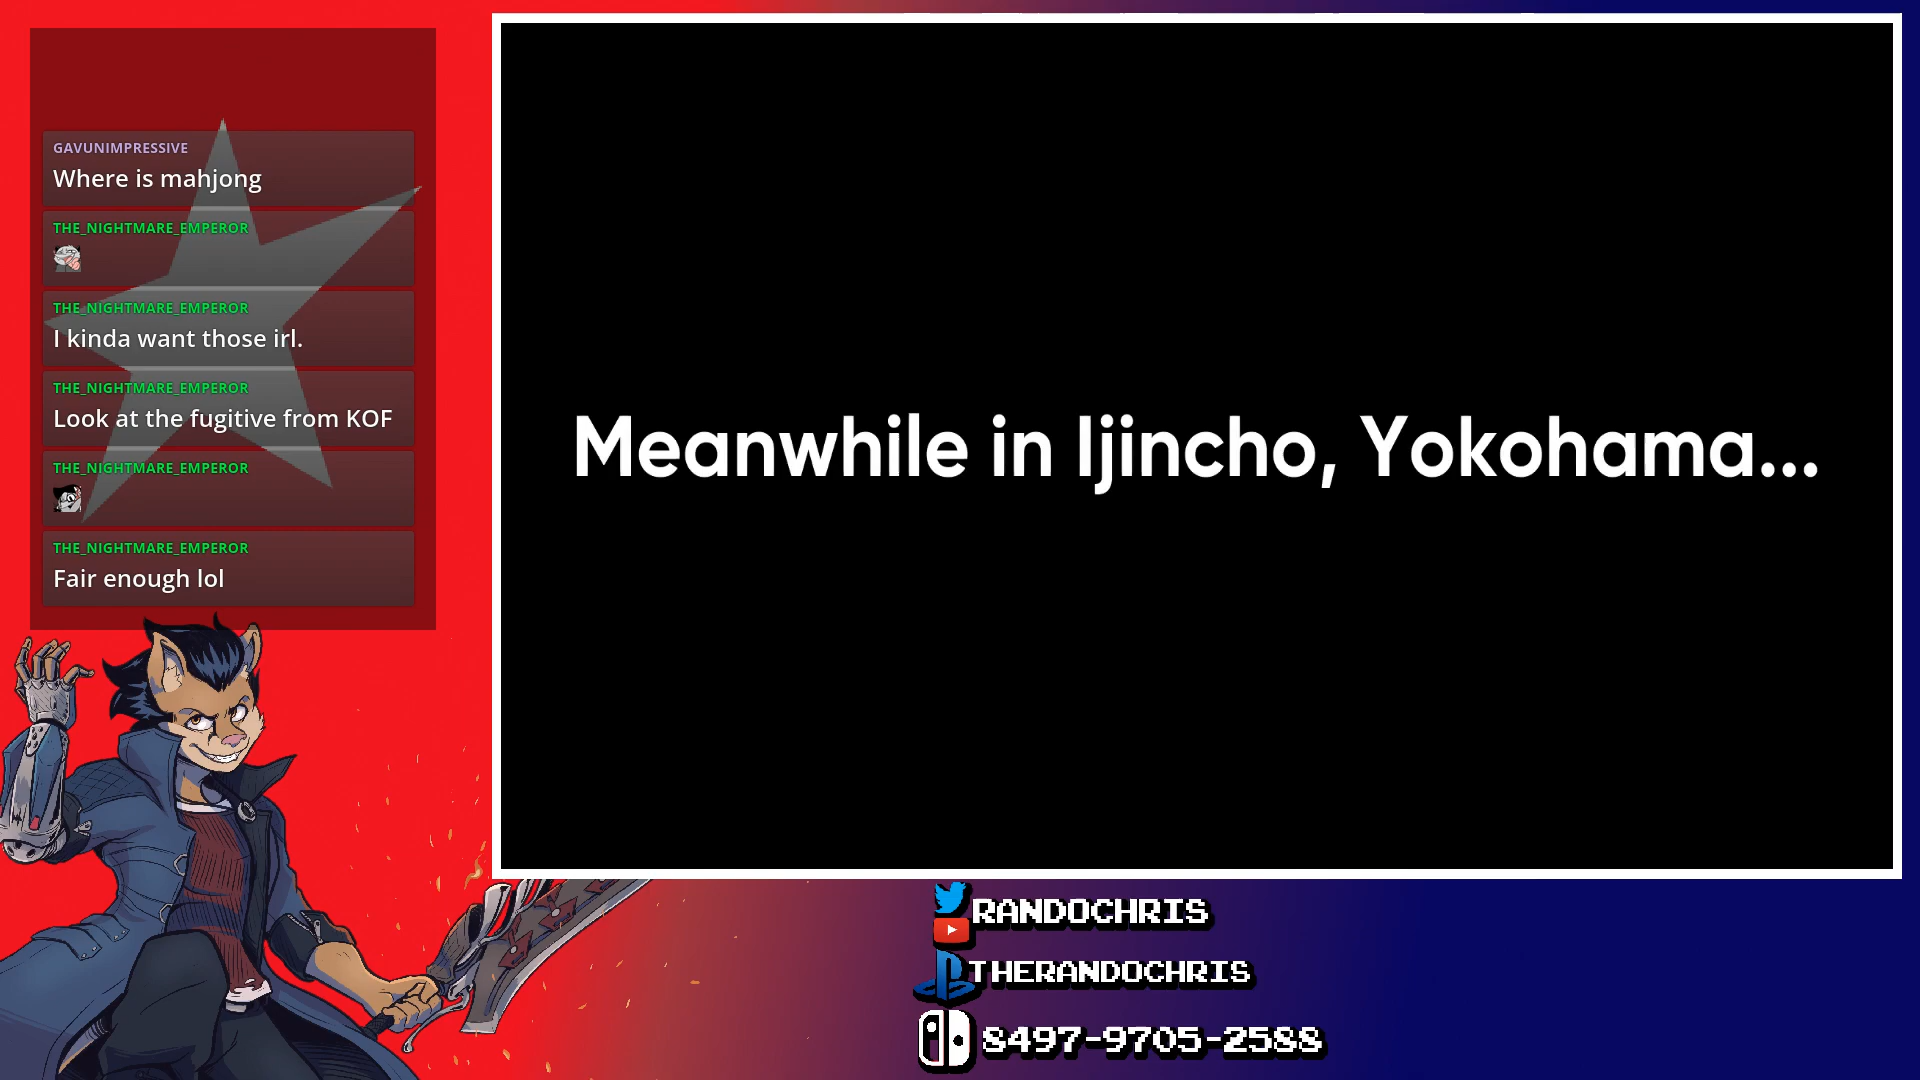 GAVUNIMPRESSIVE
Where is mahjong
THE_NIGHTMARE_EMPEROR
THE_NIGHTMARE_EMPEROR
I kinda want those irl.
THE_NIGHTMARE_EMPEROR
Look at the fugitive from KOF
THE_NIGHTMARE_EMPEROR
THE_NIGHTMARE_EMPEROR
Fair enough lol
Meanwhile in Ijincho, Yokohama...
RANDOCHRIS
THERANDOCHRIS
8497-9705-2588